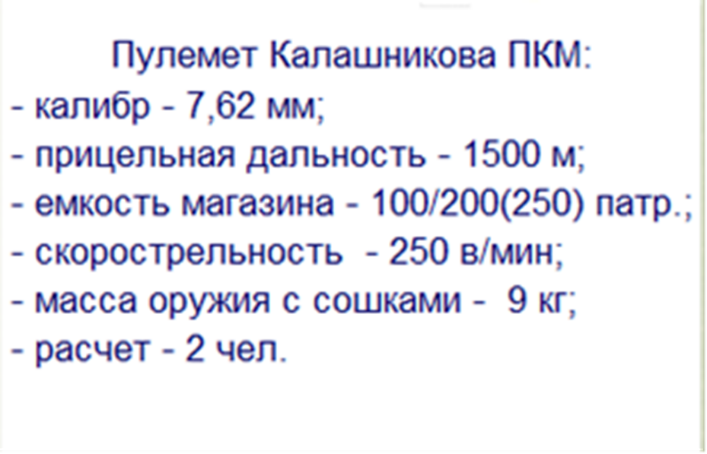 Пулемет Калашникова ПКМ:
- калибр - 7,62 мм;
- прицельная дальность - 1500 м;
- емкость магазина - 100/200(250) патр.;
- скорострельность - 250 в/мин;
- масса оружия с сошками - 9 кг;
- расчет - 2 чел.